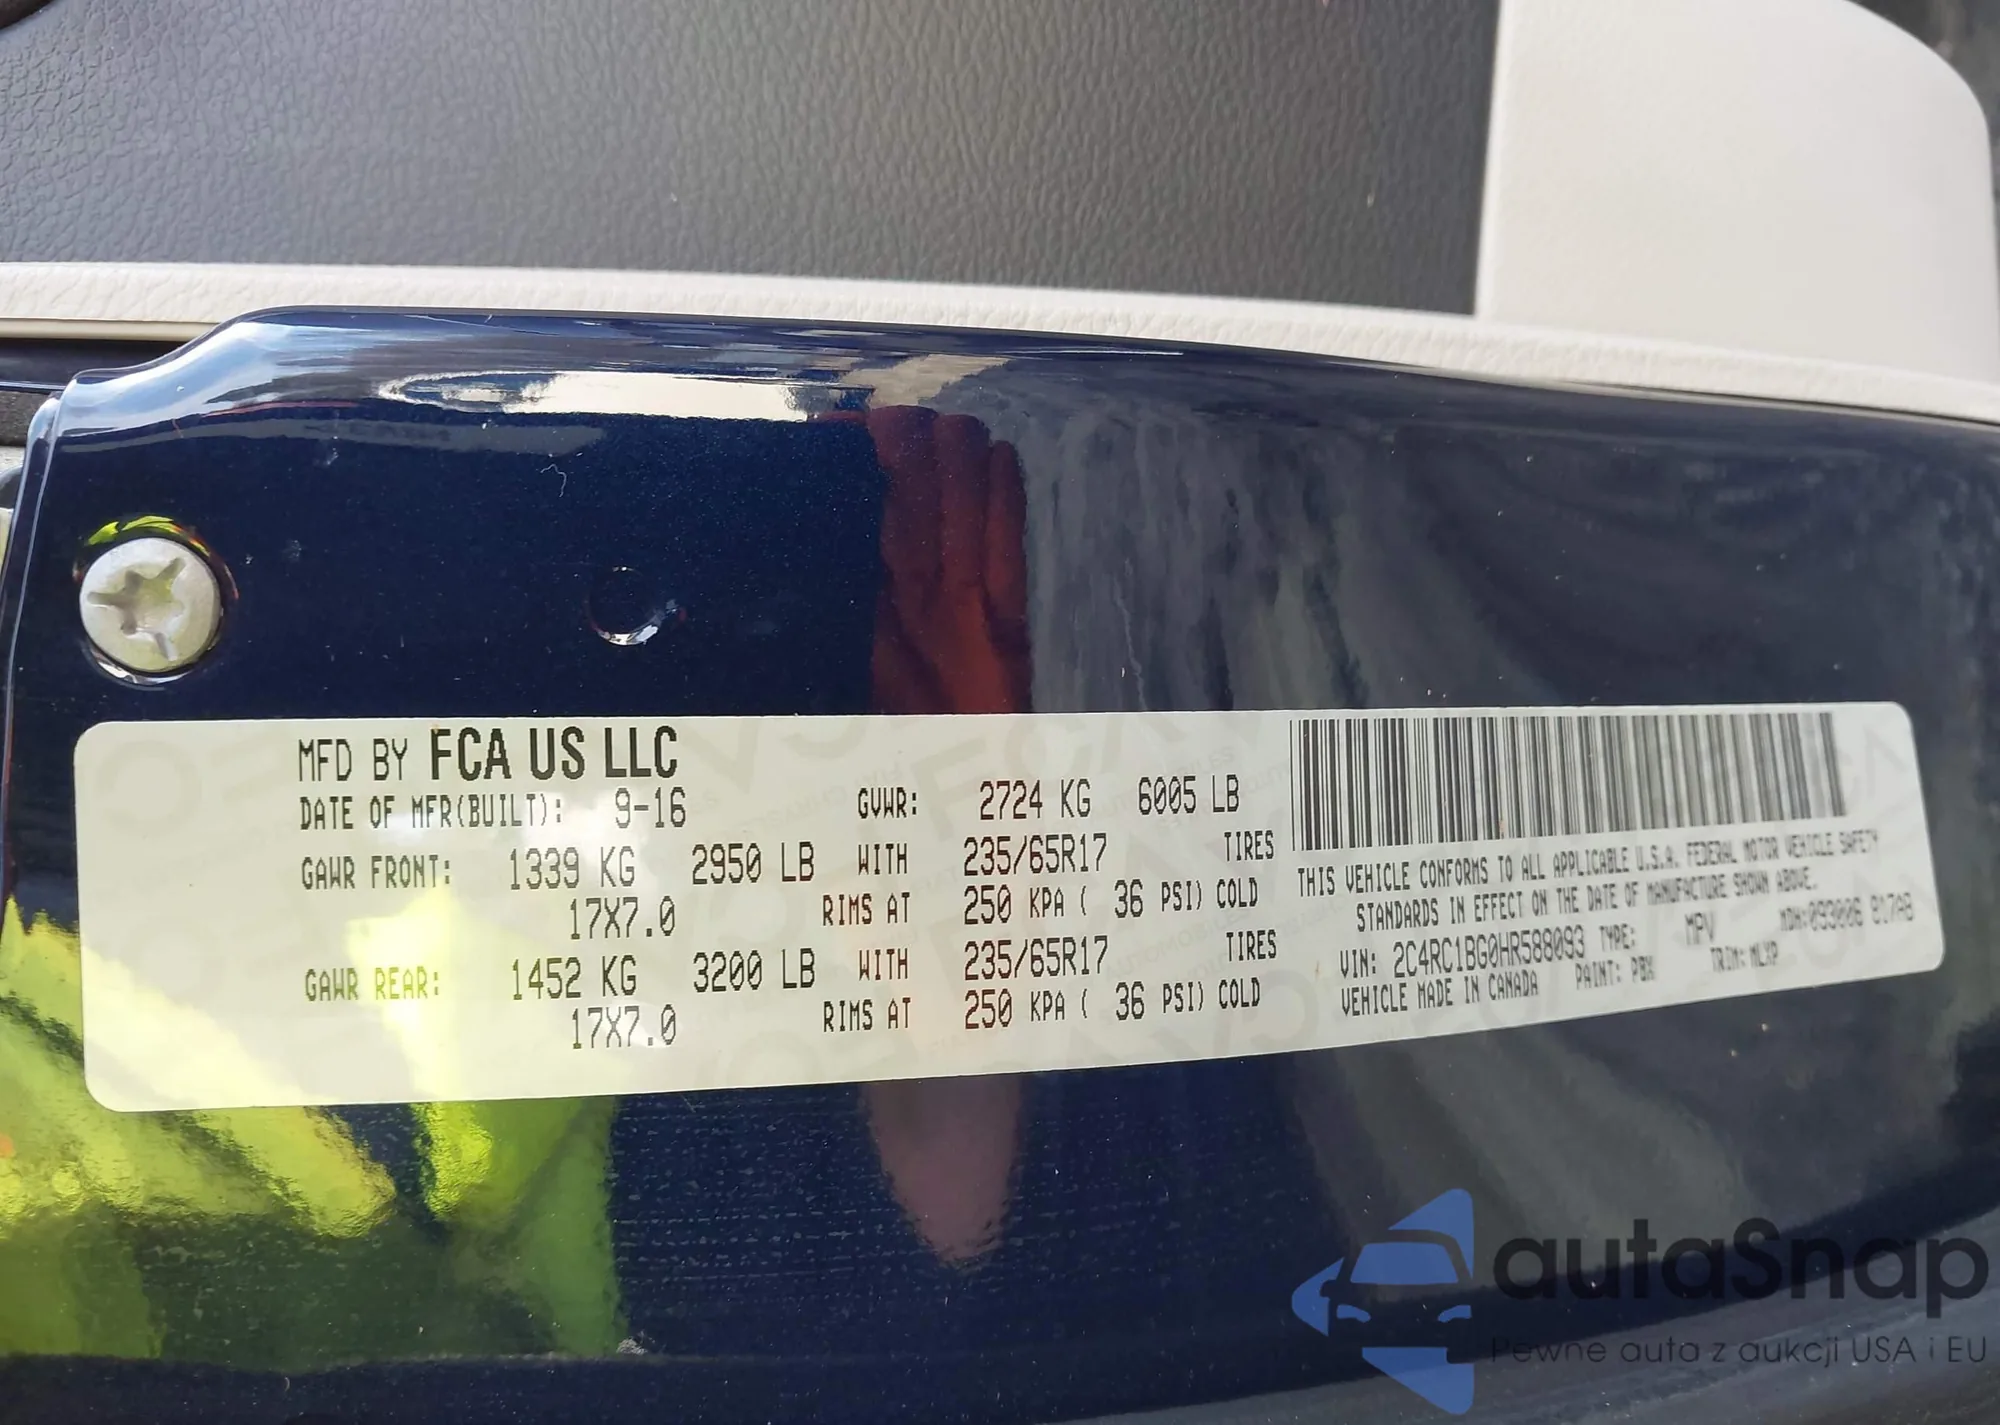 MFD BY FCA US LLC
DATE OF MFR(BUILT): 9-16 GVWR: 2724 KG 6005 LB
GAWR FRONT: 1339 KG 2950 LB WITH 235/65R17 TIRES
17X7.0 RIMS AT 250 KPA ( 36 PSI) COLD
GAWR REAR: 1452 KG 3200 LB WITH 235/65R17 TIRES
17X7.0 RIMS AT 250 KPA ( 36 PSI) COLD
THIS VEHICLE CONFORMS TO ALL APPLICABLE U.S.A. FEDERAL MOTOR VEHICLE SAFETY
STANDARDS IN EFFECT ON THE DATE OF MANUFACTURE SHOWN ABOVE.
VIN: 2C4RC1BG0HR588093 TYPE: MPV MDH:093006 817AB
VEHICLE MADE IN CANADA PAINT: PBX TRIM: MLXP
autaSnap
Pewne auta z aukcji USA i EU